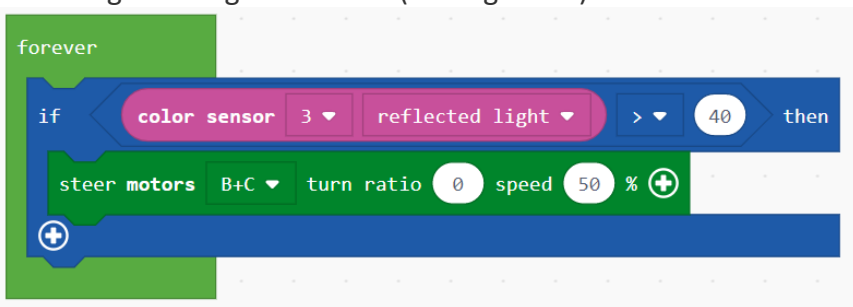 forever
if color sensor 3 reflected light > 40 then
steer motors B+C turn ratio 0 speed 50 %